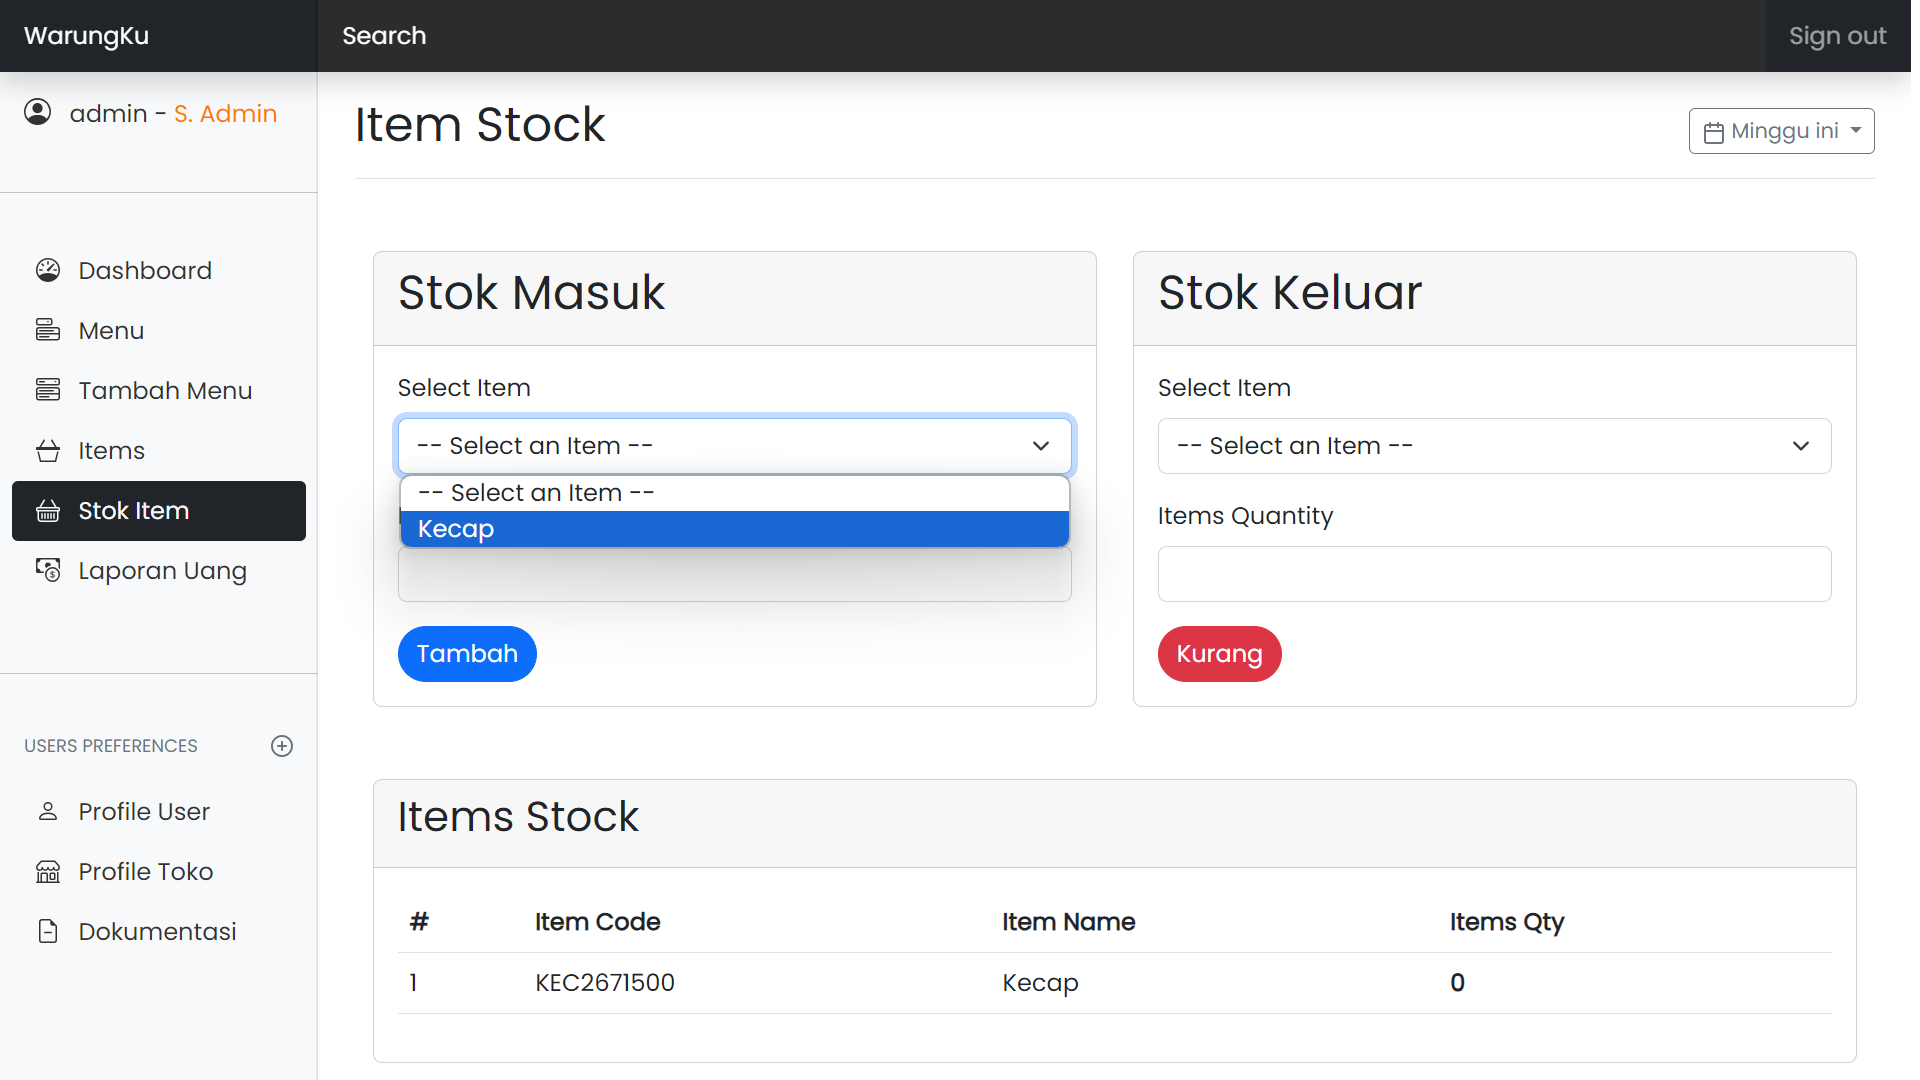 WarungKu
Search
Sign out
admin - S. Admin
Item Stock
Minggu ini
Dashboard
Menu
Tambah Menu
Items
Stok Item
Laporan Uang
USERS PREFERENCES
Profile User
Profile Toko
Dokumentasi
Stok Masuk
Select Item
-- Select an Item --
-- Select an Item --
Kecap
Tambah
Stok Keluar
Select Item
-- Select an Item --
Items Quantity
Kurang
Items Stock
# Item Code Item Name Items Qty
1 KEC2671500 Kecap 0